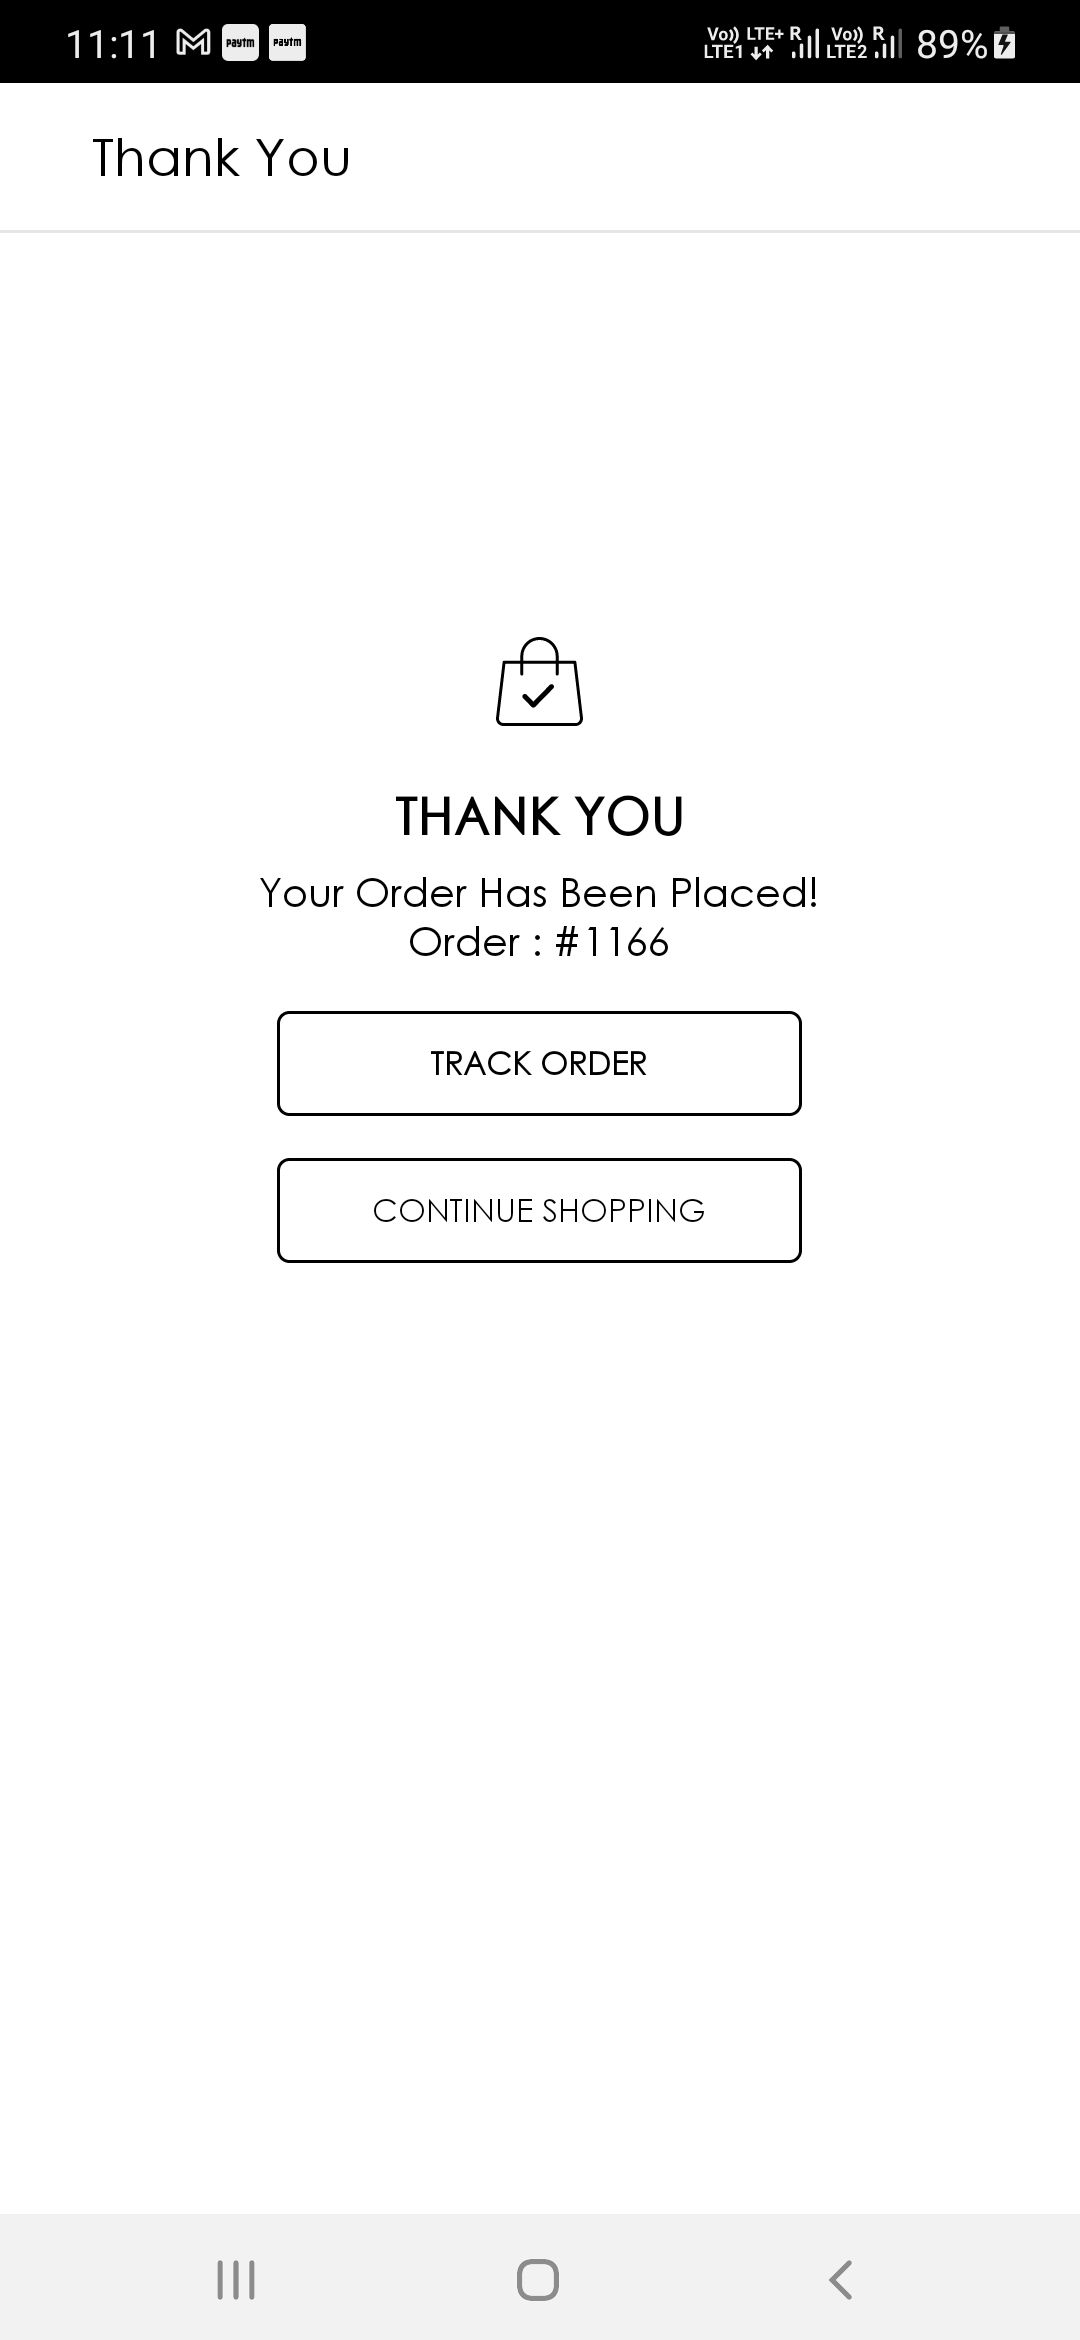 11:11 paytm paytm Vo)) LTE+ R Vo)) R 89%
LTE1 LTE2
Thank You
THANK YOU
Your Order Has Been Placed!
Order : #1166
TRACK ORDER
CONTINUE SHOPPING